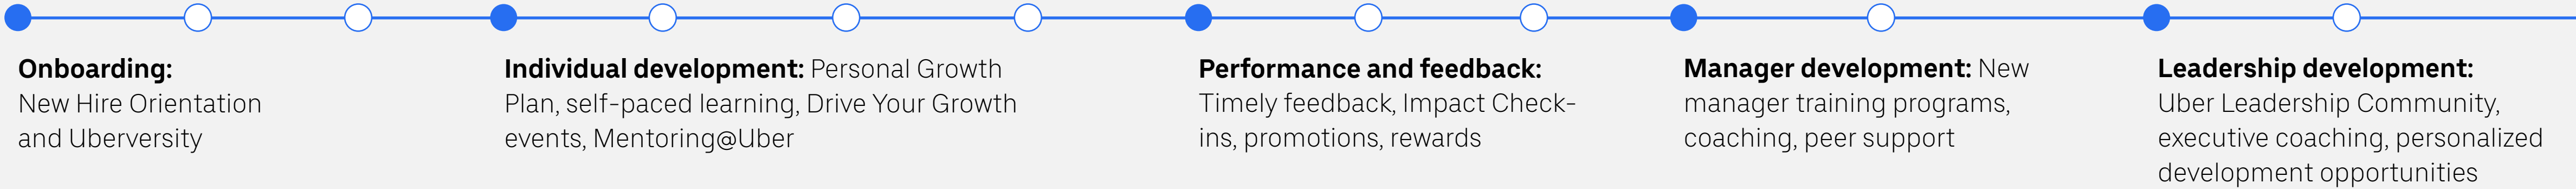 Onboarding:
New Hire Orientation
and Uberversity
Individual development: Personal Growth
Plan, self-paced learning, Drive Your Growth
events, Mentoring@Uber
Performance and feedback:
Timely feedback, Impact Check-
ins, promotions, rewards
Manager development: New
manager training programs,
coaching, peer support
Leadership development:
Uber Leadership Community,
executive coaching, personalized
development opportunities